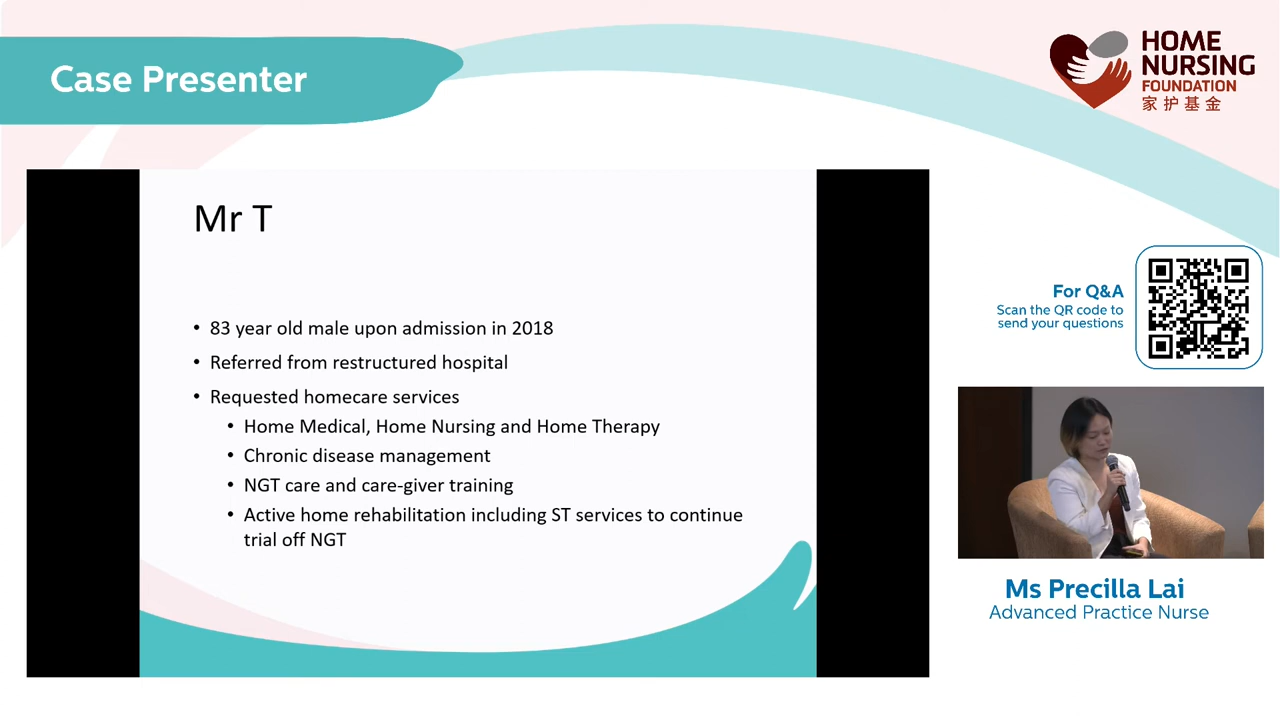 Case Presenter
HOME
NURSING
FOUNDATION
家护基金
Mr T
• 83 year old male upon admission in 2018
• Referred from restructured hospital
• Requested homecare services
• Home Medical, Home Nursing and Home Therapy
• Chronic disease management
• NGT care and care-giver training
• Active home rehabilitation including ST services to continue
trial off NGT
For Q&A
Scan the QR code to
send your questions
Ms Precilla Lai
Advanced Practice Nurse